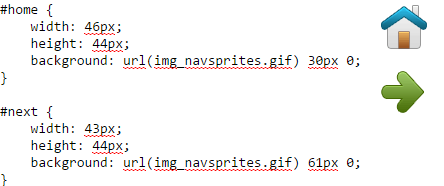 #home {
    width: 46px;
    height: 44px;
    background: url(img_navsprites.gif) 30px 0;
}

#next {
    width: 43px;
    height: 44px;
    background: url(img_navsprites.gif) 61px 0;
}